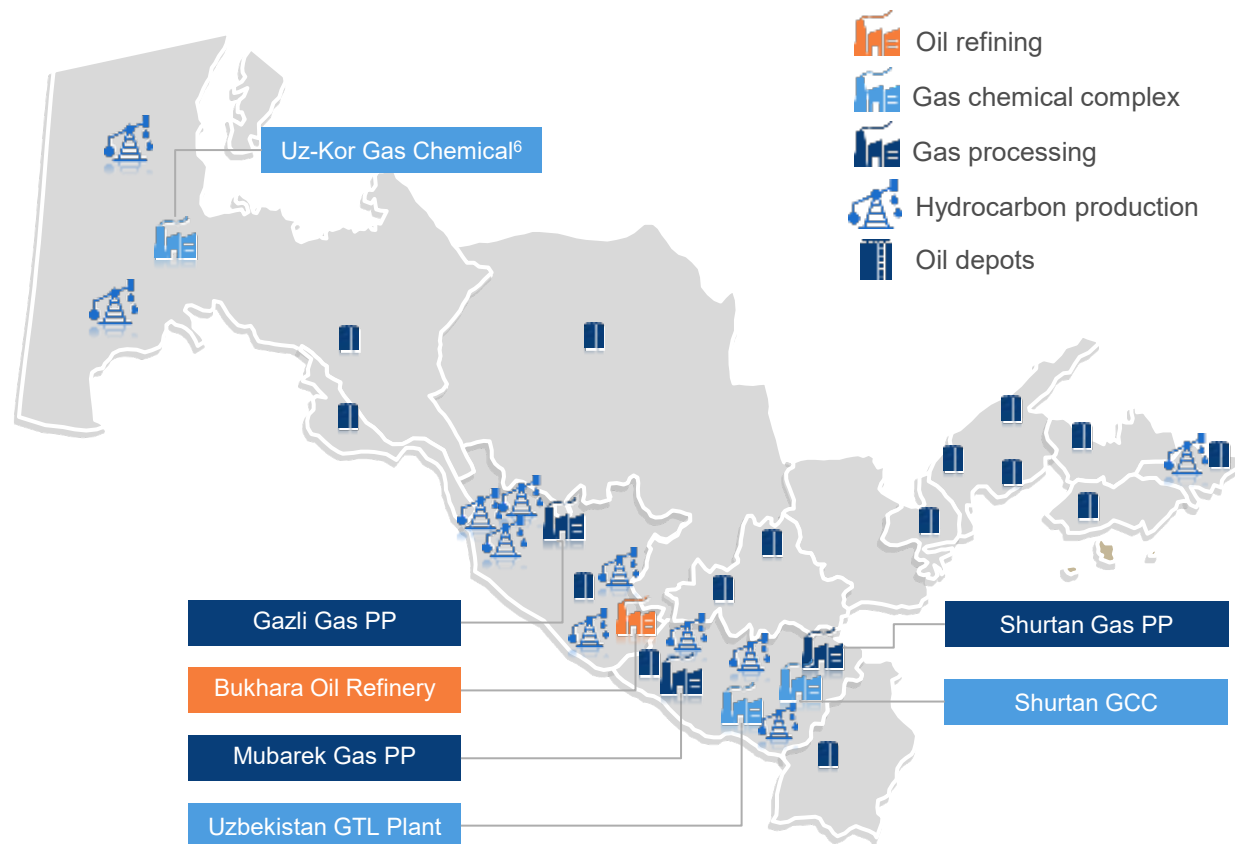 Oil refining
Gas chemical complex
Gas processing
Hydrocarbon production
Oil depots
Uz-Kor Gas Chemical⁶
Gazli Gas PP
Bukhara Oil Refinery
Mubarek Gas PP
Uzbekistan GTL Plant
Shurtan Gas PP
Shurtan GCC